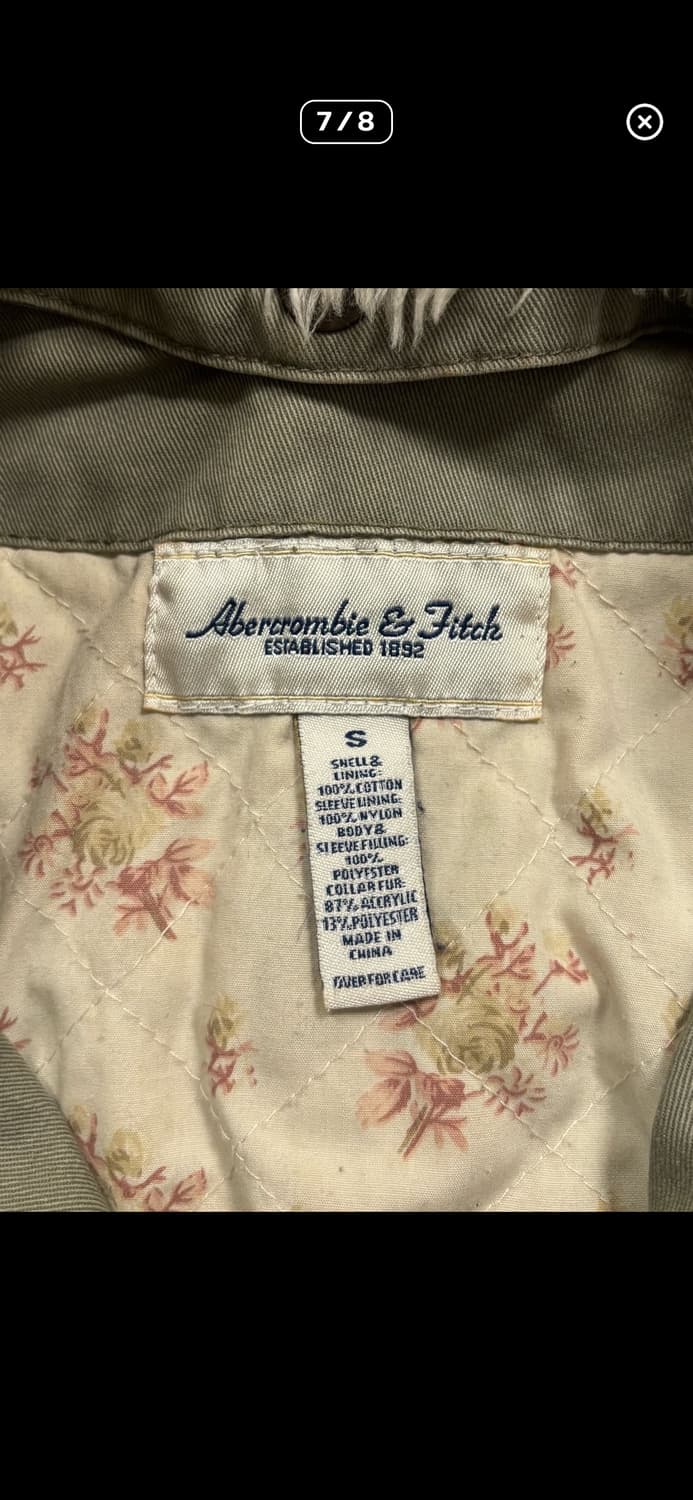 7/8
Abercrombie & Fitch
ESTABLISHED 1892
S
SHELL &
LINING:
100% COTTON
SLEEVE LINING:
100% NYLON
BODY &
SLEEVE FILLING:
100%
POLYESTER
COLLAR FUR:
87% ACCRYLIC
13% POLYESTER
MADE IN
CHINA
OVER FOR CARE